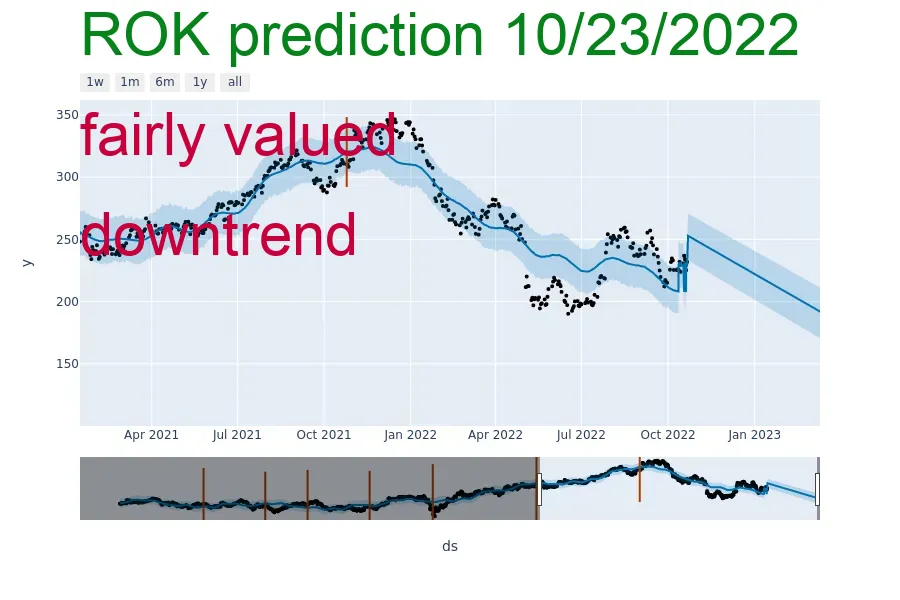 ROK prediction 10/23/2022
1w 1m 6m 1y all
350
fairly valued
300
downtrend
250
y
200
150
Apr 2021 Jul 2021 Oct 2021 Jan 2022 Apr 2022 Jul 2022 Oct 2022 Jan 2023
ds